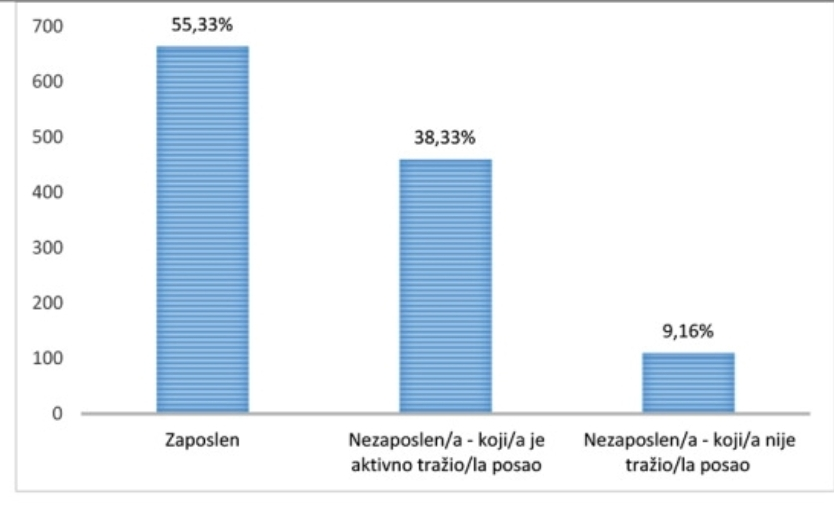 700
600
500
400
300
200
100
0
55,33%
38,33%
9,16%
Zaposlen
Nezaposlen/a - koji/a je
aktivno tražio/la posao
Nezaposlen/a - koji/a nije
tražio/la posao